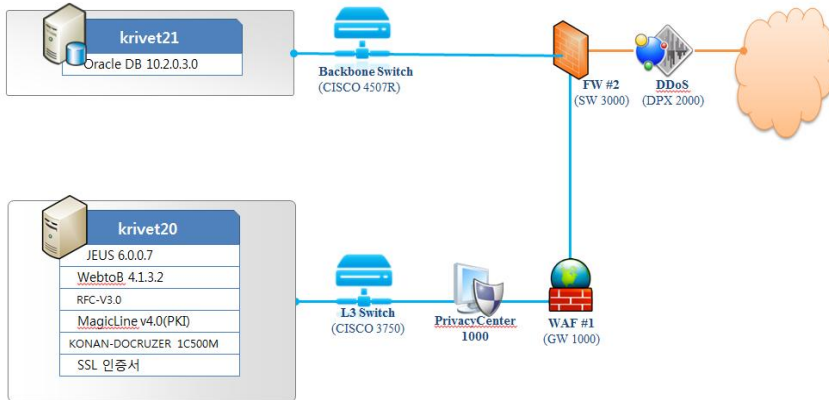 krivet21
Oracle DB 10.2.0.3.0
Backbone Switch
(CISCO 4507R)
FW #2
(SW 3000)
DDoS
(DPX 2000)
krivet20
JEUS 6.0.0.7
WebtoB 4.1.3.2
RFC-V3.0
MagicLine v4.0(PKI)
KONAN-DOCRUZER 1C500M
SSL 인증서
L3 Switch
(CISCO 3750)
PrivacyCenter
1000
WAF #1
(GW 1000)